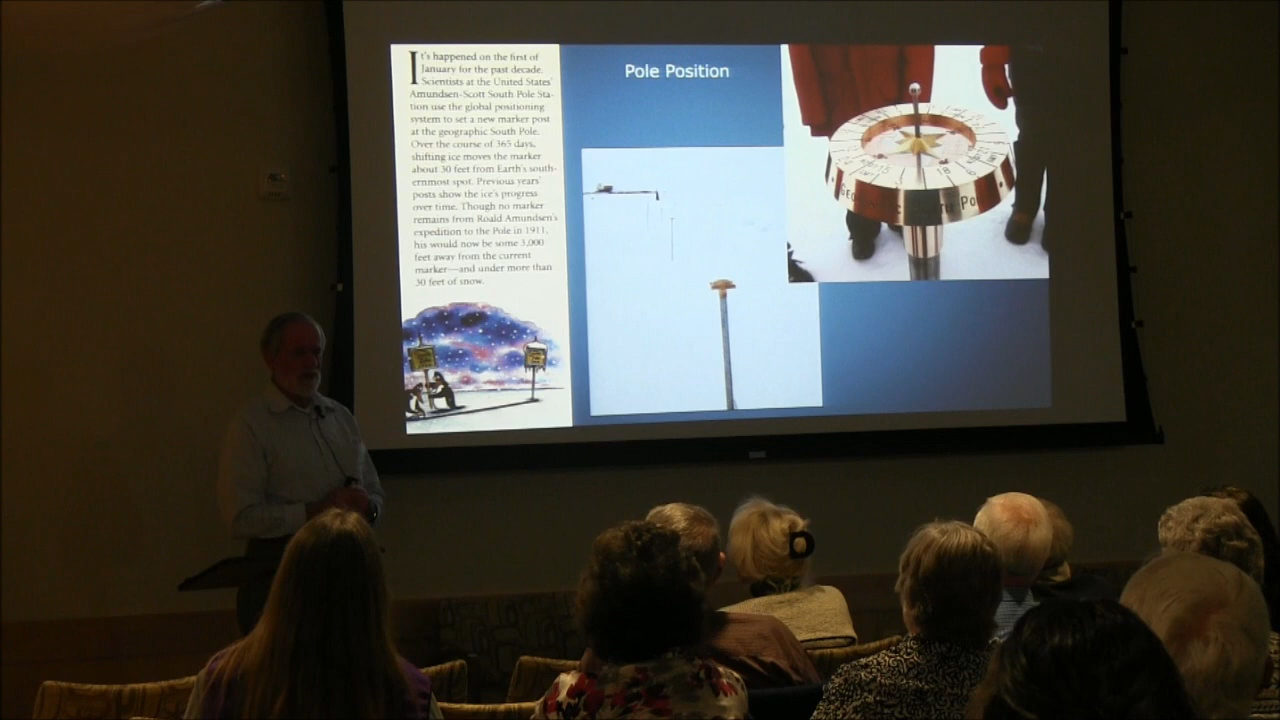 It's happened on the first of
January for the past decade.
Scientists at the United States'
Amundsen-Scott South Pole Sta-
tion use the global positioning
system to set a new marker post
at the geographic South Pole.
Over the course of 365 days,
shifting ice moves the marker
about 30 feet from Earth's south-
ernmost spot. Previous years'
posts show the ice's progress
over time. Though no marker
remains from Roald Amundsen's
expedition to the Pole in 1911,
his would now be some 3,000
feet away from the current
marker—and under more than
30 feet of snow.
Pole Position